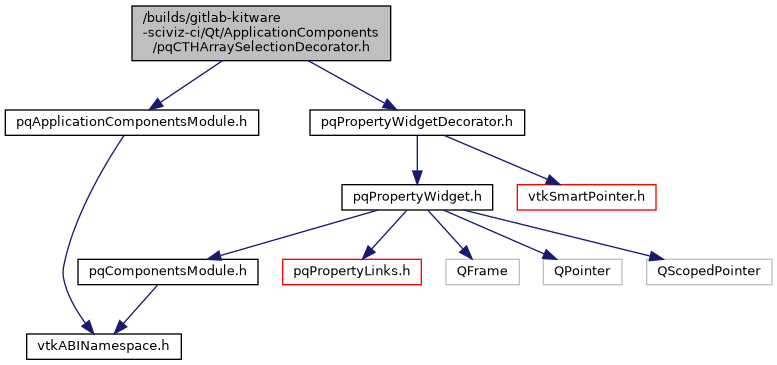 /builds/gitlab-kitware
-sciviz-ci/Qt/ApplicationComponents
/pqCTHArraySelectionDecorator.h
pqApplicationComponentsModule.h
pqPropertyWidgetDecorator.h
pqPropertyWidget.h
vtkSmartPointer.h
pqComponentsModule.h
pqPropertyLinks.h
QFrame
QPointer
QScopedPointer
vtkABINamespace.h